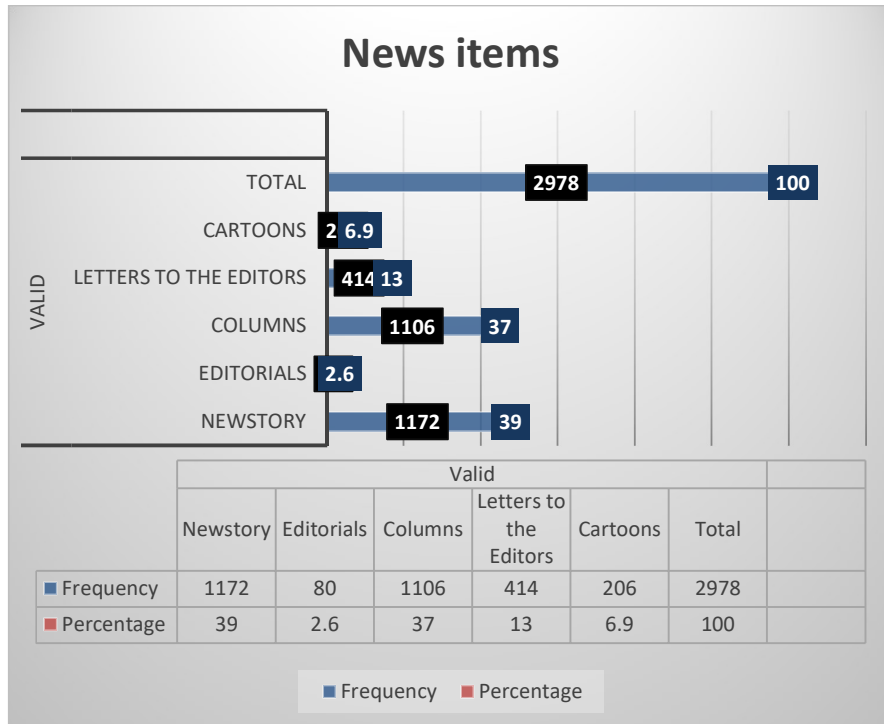 News items
VALID
TOTAL 2978 100
CARTOONS 2 6.9
LETTERS TO THE EDITORS 414 13
COLUMNS 1106 37
EDITORIALS 2.6
NEWSTORY 1172 39
Valid
Newstory Editorials Columns Letters to the Editors Cartoons Total
Frequency 1172 80 1106 414 206 2978
Percentage 39 2.6 37 13 6.9 100
Frequency Percentage